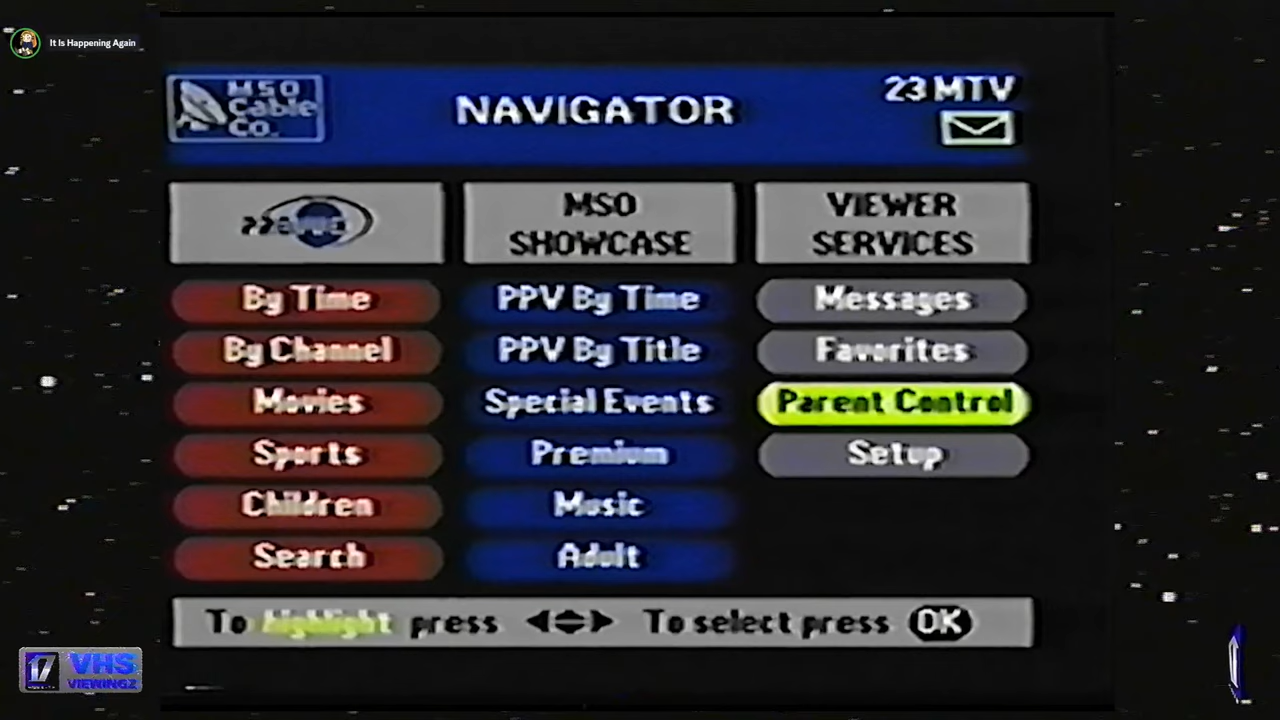 It Is Happening Again
MSO
Cable
Co.
NAVIGATOR
23 MTV
MSO
SHOWCASE
VIEWER
SERVICES
By Time
PPV By Time
Messages
By Channel
PPV By Title
Favorites
Movies
Special Events
Parent Control
Sports
Premium
Setup
Children
Music
Search
Adult
To highlight press To select press OK
17
VHS
VIEWINGZ